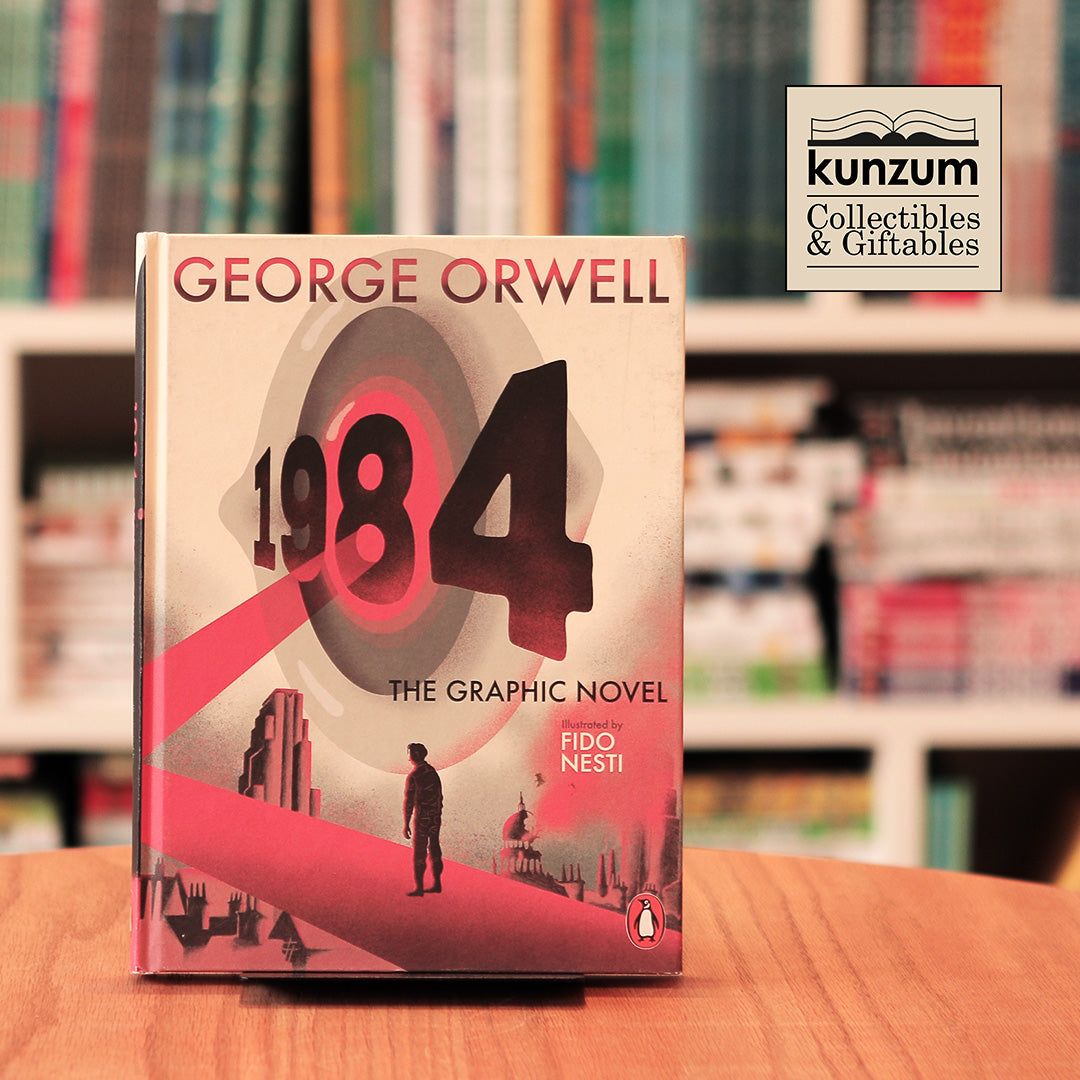 GEORGE ORWELL
1984
THE GRAPHIC NOVEL
Illustrated by
FIDO
NESTI
kunzum
Collectibles
& Giftables